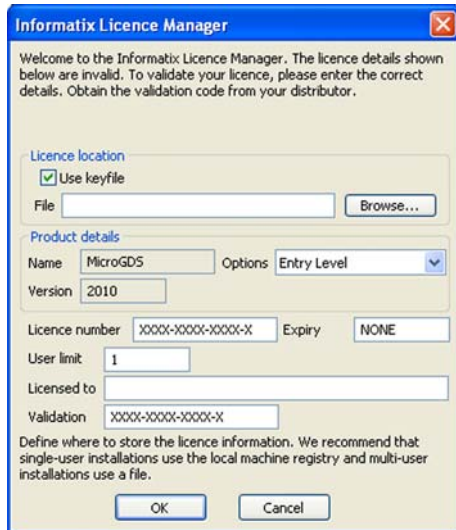 Informatix Licence Manager
Welcome to the Informatix Licence Manager. The licence details shown
below are invalid. To validate your licence, please enter the correct
details. Obtain the validation code from your distributor.
Licence location
Use keyfile
File Browse...
Product details
Name MicroGDS Options Entry Level
Version 2010
Licence number XXXX-XXXX-XXXX-X Expiry NONE
User limit 1
Licensed to
Validation XXXX-XXXX-XXXX-X
Define where to store the licence information. We recommend that
single-user installations use the local machine registry and multi-user
installations use a file.
OK Cancel